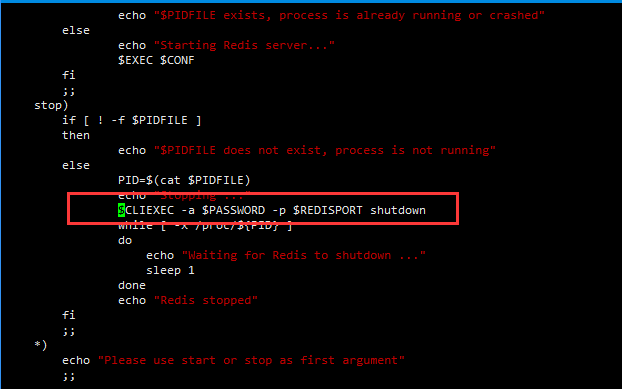 echo "$PIDFILE exists, process is already running or crashed"
else
echo "Starting Redis server..."
$EXEC $CONF
fi
;;
stop)
if [ ! -f $PIDFILE ]
then
echo "$PIDFILE does not exist, process is not running"
else
PID=$(cat $PIDFILE)
echo "Stopping ..."
$CLIEXEC -a $PASSWORD -p $REDISPORT shutdown
while [ -x /proc/${PID} ]
do
echo "Waiting for Redis to shutdown ..."
sleep 1
done
echo "Redis stopped"
fi
;;
*)
echo "Please use start or stop as first argument"
;;